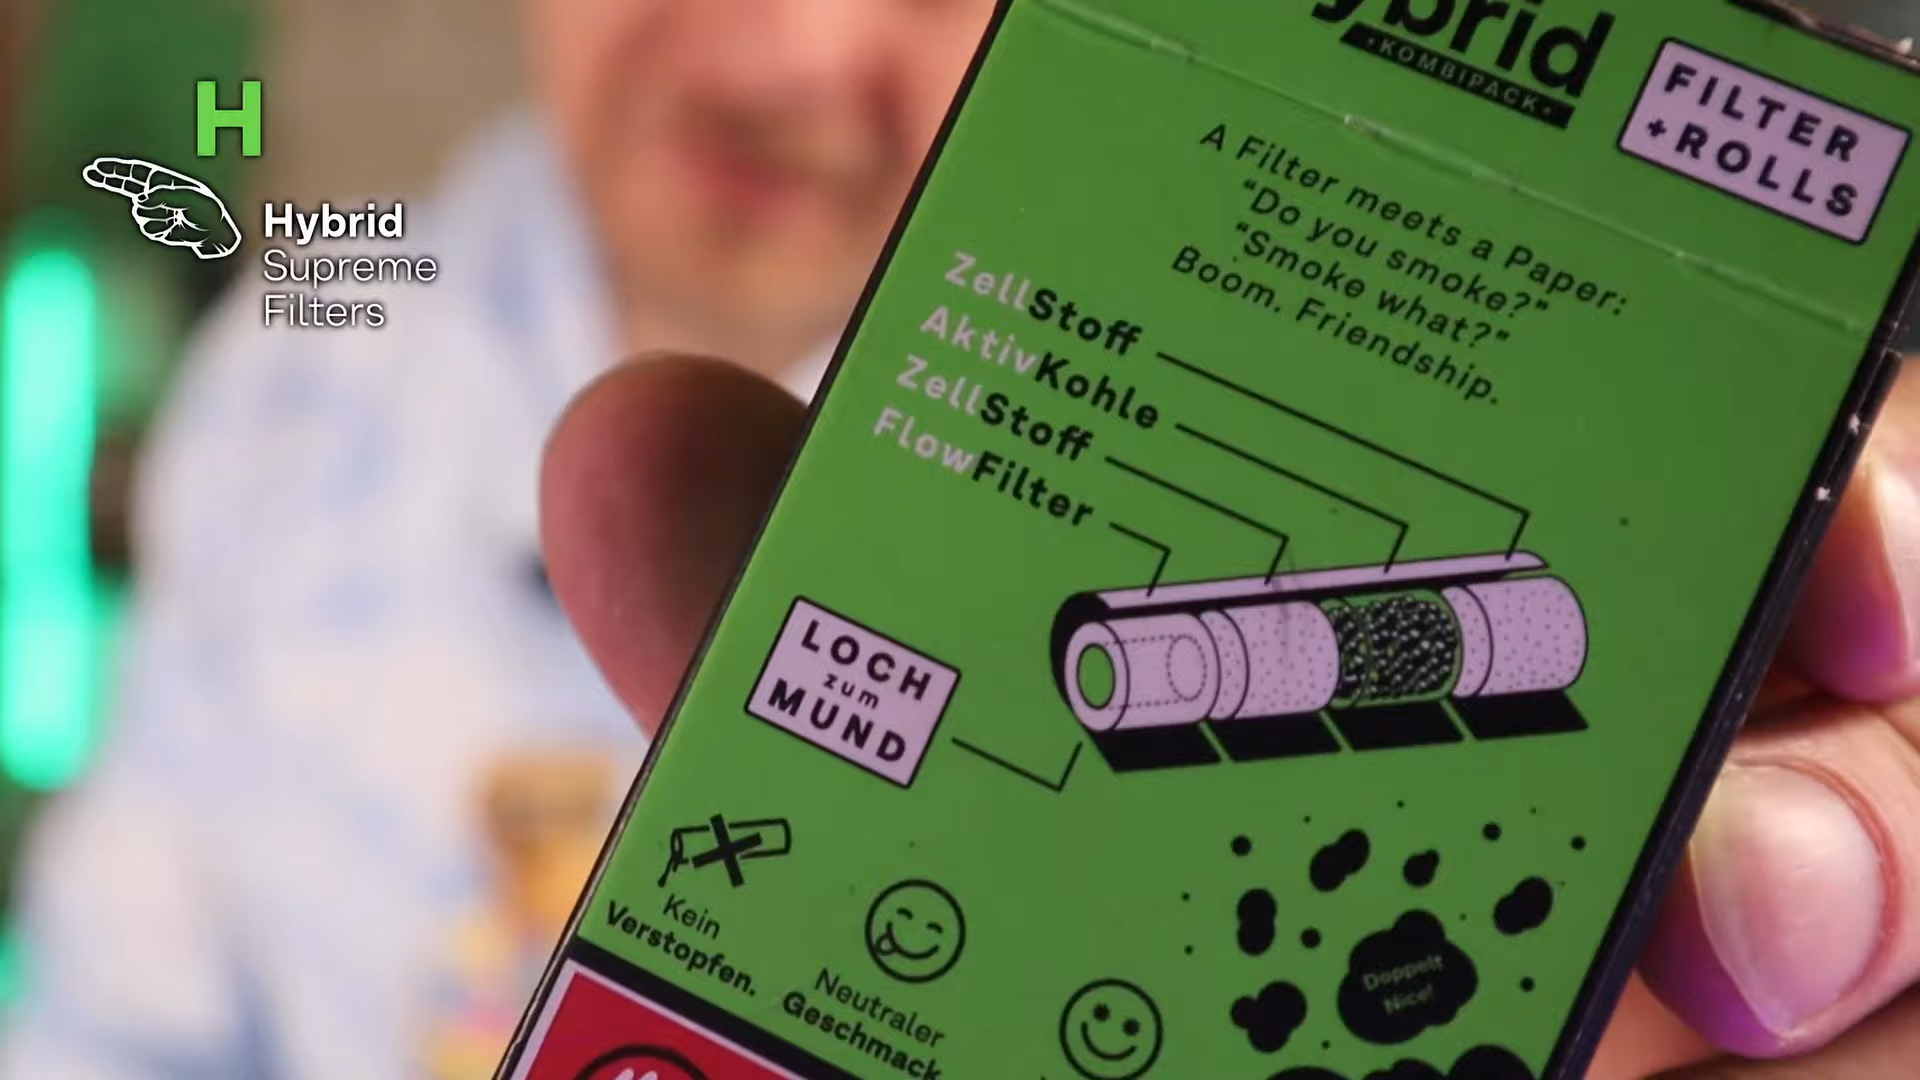 H
Hybrid
Supreme
Filters
ybrid
•KOMBIPACK•
FILTER
+ROLLS
A Filter meets a Paper:
“Do you smoke?”
“Smoke what?”
Boom. Friendship.
ZellStoff
AktivKohle
ZellStoff
FlowFilter
LOCH
zum
MUND
Kein
Verstopfen.
Neutraler
Geschmack
Doppelt
Nice!